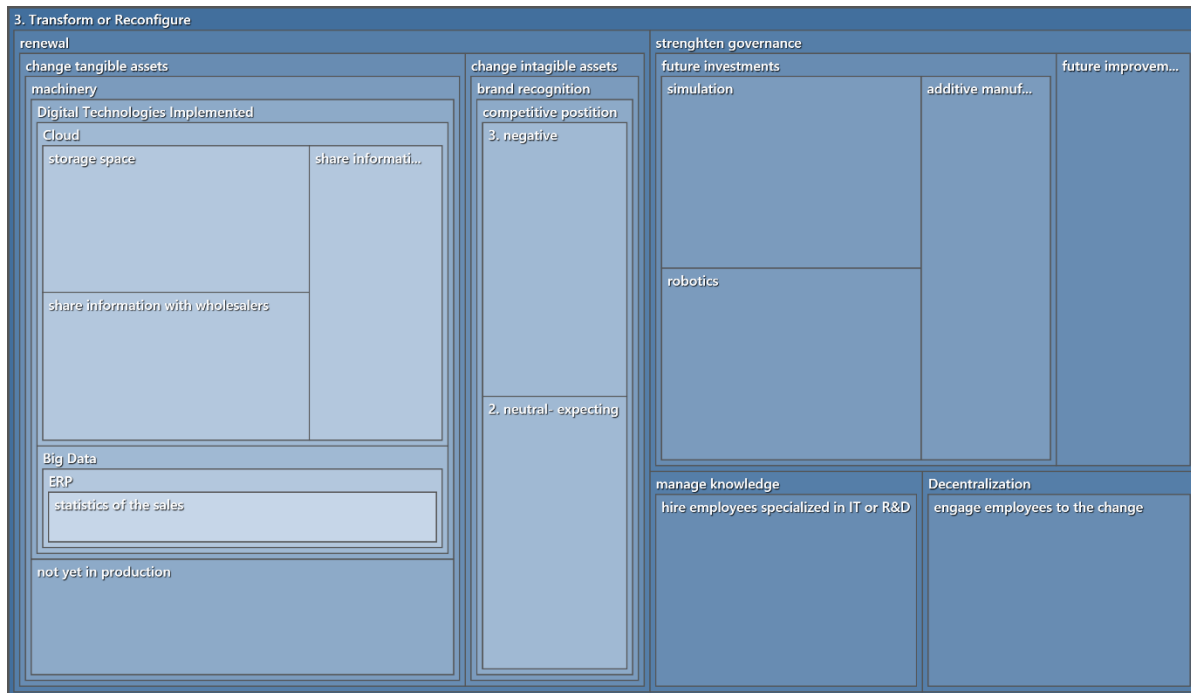 3. Transform or Reconfigure
renewal
change tangible assets
machinery
Digital Technologies Implemented
Cloud
storage space
share informati...
share information with wholesalers
Big Data
ERP
statistics of the sales
not yet in production
change intagible assets
brand recognition
competitive postition
3. negative
2. neutral- expecting
strenghten governance
future investments
simulation
additive manuf...
robotics
future improvem...
manage knowledge
hire employees specialized in IT or R&D
Decentralization
engage employees to the change